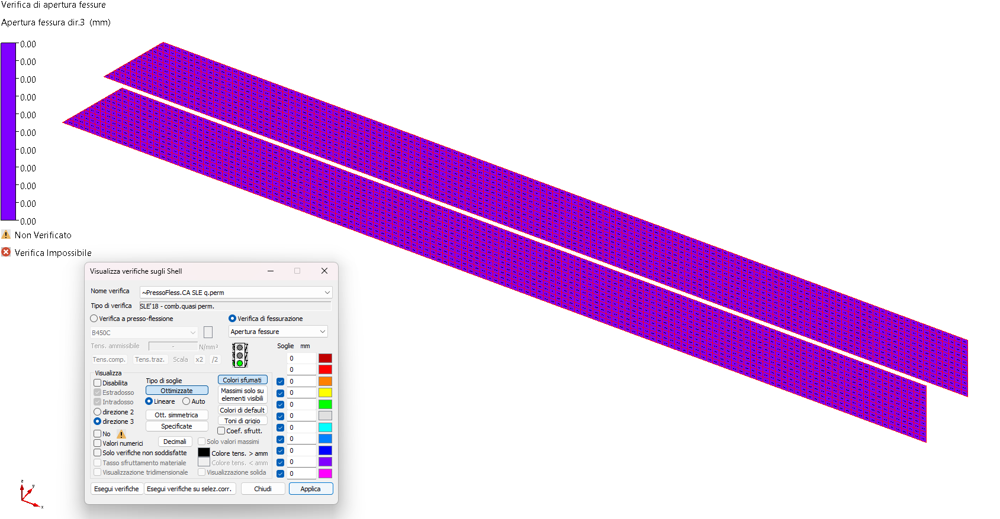 Verifica di apertura fessure
Apertura fessura dir.3 (mm)
0.00
0.00
0.00
0.00
0.00
0.00
0.00
0.00
0.00
0.00
0.00
Non Verificato
Verifica Impossibile
Visualizza verifiche sugli Shell
Nome verifica ~PressoFless.CA SLE q.perm
Tipo di verifica SLE'18 - comb.quasi perm.
Verifica a presso-flessione Verifica di fessurazione
B450C Apertura fessure
Tens. ammissibile - N/mm² Soglie mm
Tens.comp. Tens.traz. Scala x2 /2
0
0
0
0
0
0
0
0
0
0
0
Visualizza
Disabilita
Estradosso
Intradosso
direzione 2
direzione 3
No
Valori numerici
Solo verifiche non soddisfatte
Tasso sfruttamento materiale
Visualizzazione tridimensionale
Tipo di soglie
Ottimizzate
Lineare Auto
Ott. simmetrica
Specificate
Decimali
Colori sfumati
Massimi solo su
elementi visibili
Colori di default
Toni di grigio
Coef. sfrutt.
Solo valori massimi
Colore tens. > amm
Colore tens. < amm
Visualizzazione solida
Esegui verifiche Esegui verifiche su selez.corr. Chiudi Applica
z
y
x